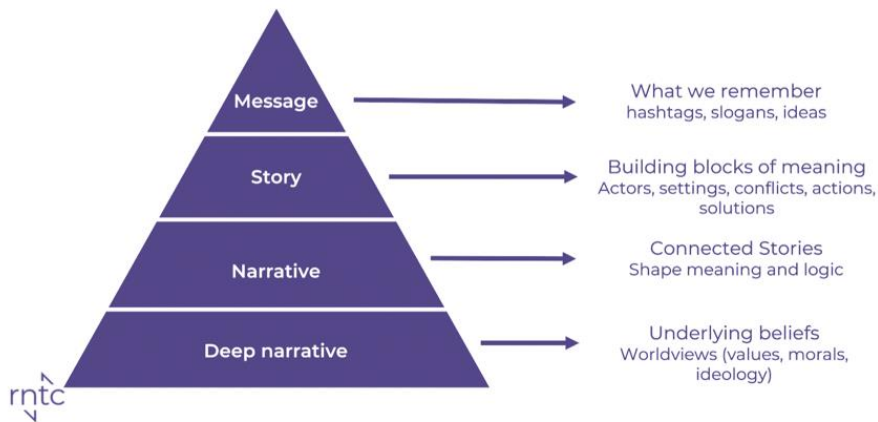 Message
What we remember
hashtags, slogans, ideas
Story
Building blocks of meaning
Actors, settings, conflicts, actions,
solutions
Narrative
Connected Stories
Shape meaning and logic
Deep narrative
Underlying beliefs
Worldviews (values, morals,
ideology)
rntc